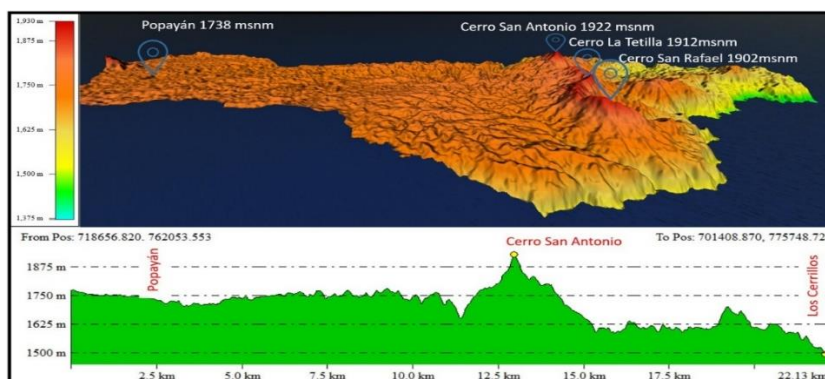 1,930 m
1,875 m
1,750 m
1,625 m
1,500 m
1,375 m
Popayán 1738 msnm
Cerro San Antonio 1922 msnm
Cerro La Tetilla 1912msnm
Cerro San Rafael 1902msnm
From Pos: 718656.820. 762053.553
Cerro San Antonio
To Pos: 701408.870, 775748.72
Popayán
Los Cerrillos
1875 m
1750 m
1625 m
1500 m
2.5 km
5.0 km
7.5 km
10.0 km
12.5 km
15.0 km
17.5 km
22.13 km